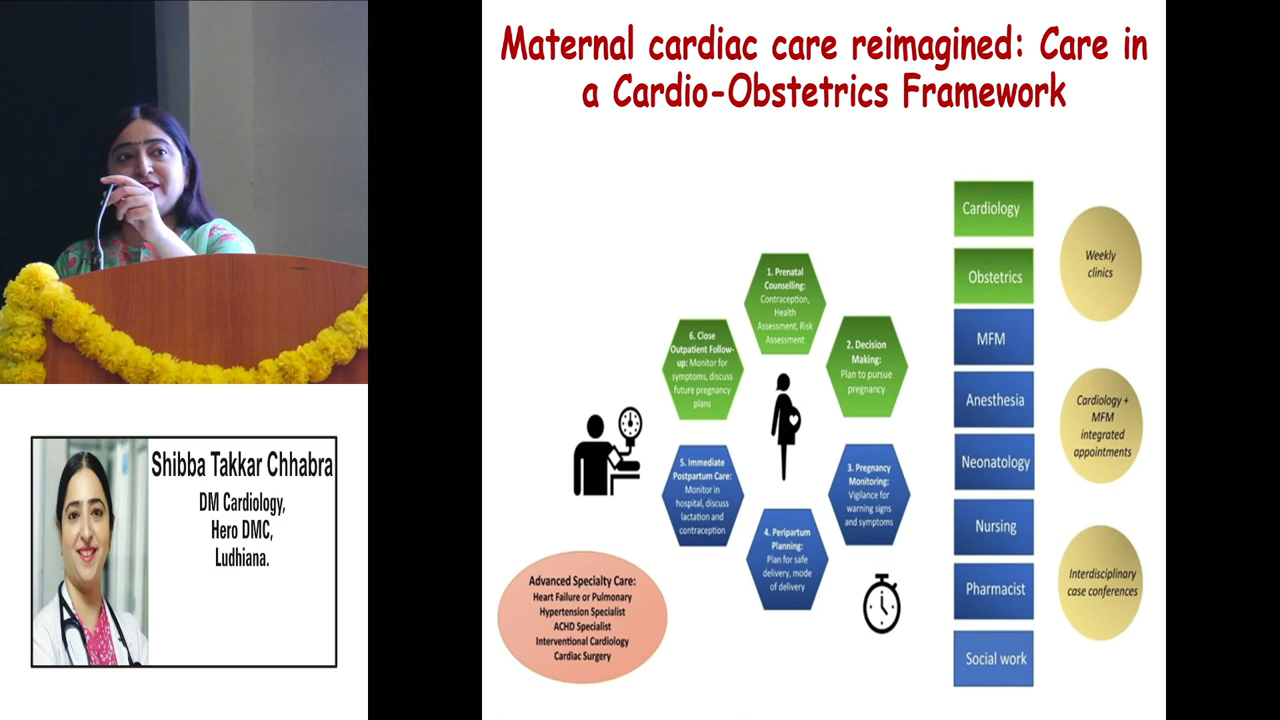 Maternal cardiac care reimagined: Care in
a Cardio-Obstetrics Framework
Shibba Takkar Chhabra
DM Cardiology,
Hero DMC,
Ludhiana.
1. Prenatal
Counselling:
Contraception,
Health
Assessment, Risk
Assessment
2. Decision
Making:
Plan to pursue
pregnancy
3. Pregnancy
Monitoring:
Vigilance for
warning signs
and symptoms
4. Peripartum
Planning:
Plan for safe
delivery, mode
of delivery
5. Immediate
Postpartum Care:
Monitor in
hospital, discuss
lactation and
contraception
6. Close
Outpatient Follow-
up: Monitor for
symptoms, discuss
future pregnancy
plans
Advanced Specialty Care:
Heart Failure or Pulmonary
Hypertension Specialist
ACHD Specialist
Interventional Cardiology
Cardiac Surgery
Cardiology
Obstetrics
MFM
Anesthesia
Neonatology
Nursing
Pharmacist
Social work
Weekly
clinics
Cardiology +
MFM
integrated
appointments
Interdisciplinary
case conferences